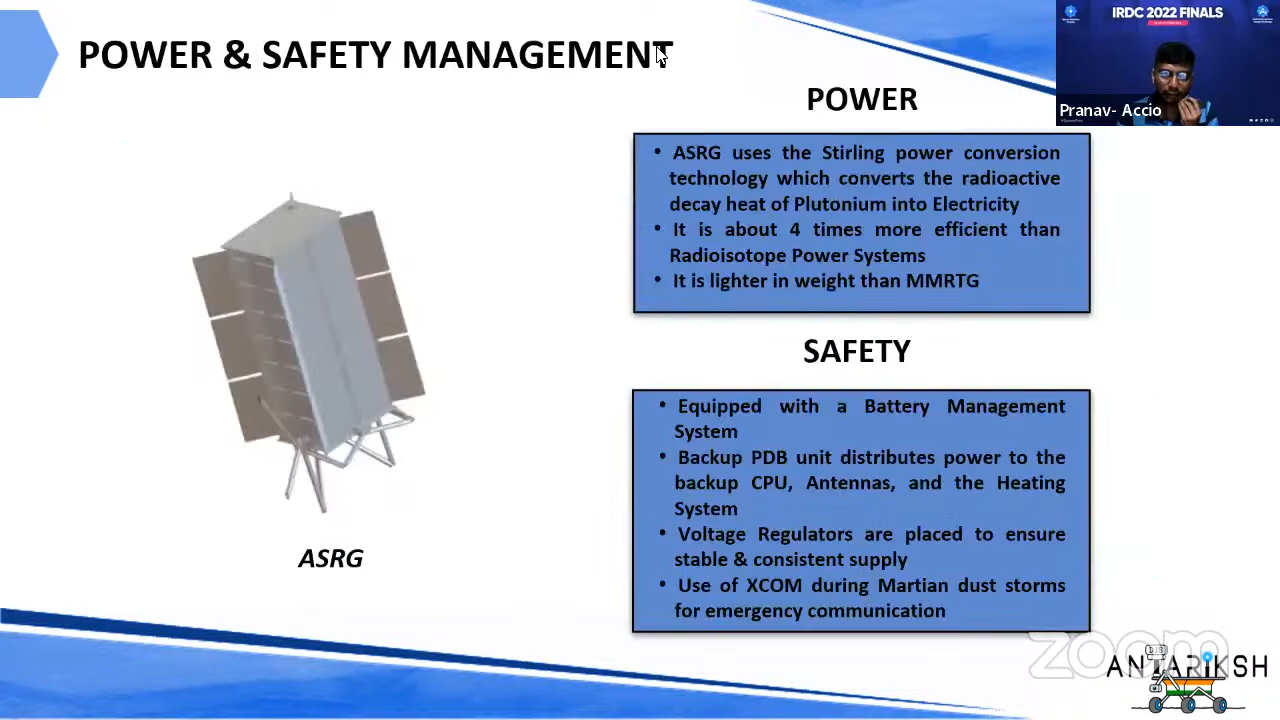 POWER & SAFETY MANAGEMENT
IRDC 2022 FINALS
Pranav- Accio
POWER
• ASRG uses the Stirling power conversion
technology which converts the radioactive
decay heat of Plutonium into Electricity
• It is about 4 times more efficient than
Radioisotope Power Systems
• It is lighter in weight than MMRTG
SAFETY
• Equipped with a Battery Management
System
• Backup PDB unit distributes power to the
backup CPU, Antennas, and the Heating
System
• Voltage Regulators are placed to ensure
stable & consistent supply
• Use of XCOM during Martian dust storms
for emergency communication
ASRG
zoom
ANTARIKSH